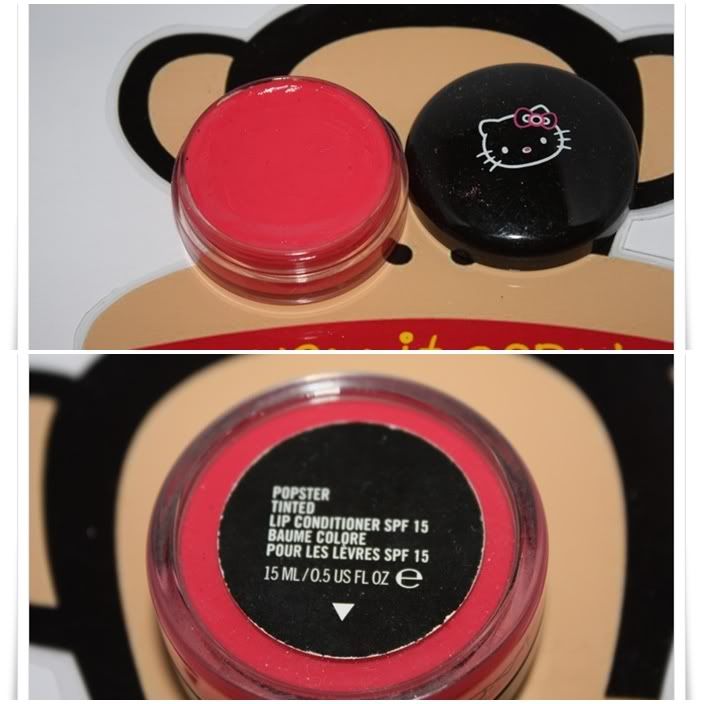 POPSTER
TINTED
LIP CONDITIONER SPF 15
BAUME COLORE
POUR LES LÈVRES SPF 15
15 ML/0.5 US FL OZ e